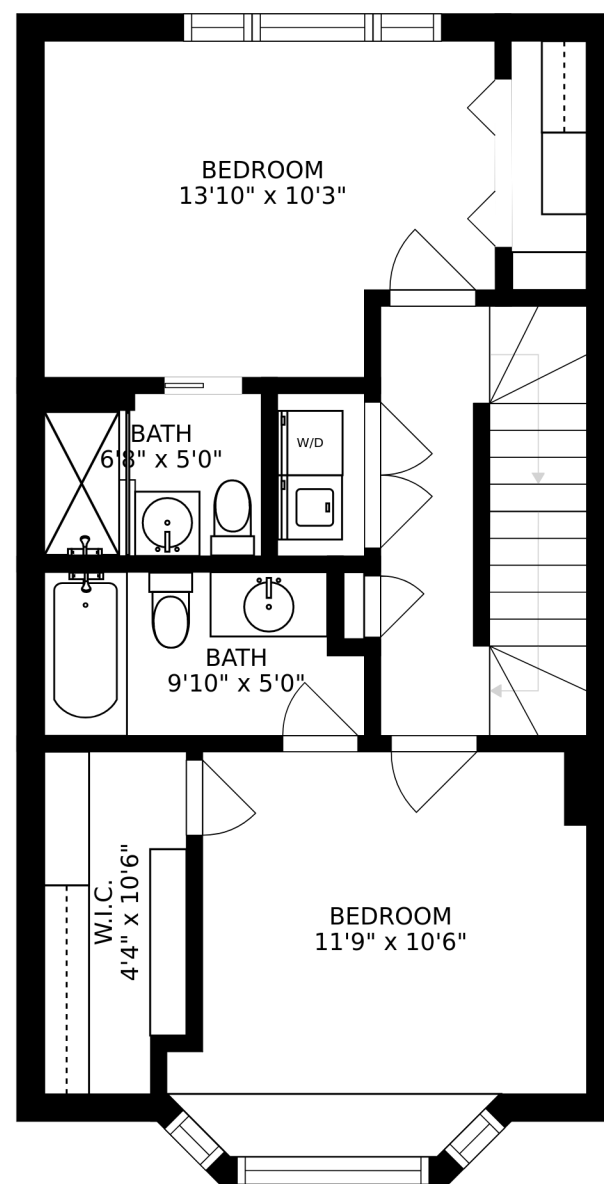 BEDROOM
13'10" x 10'3"
BATH
6'8" x 5'0"
W/D
BATH
9'10" x 5'0"
W.I.C.
4'4" x 10'6"
BEDROOM
11'9" x 10'6"